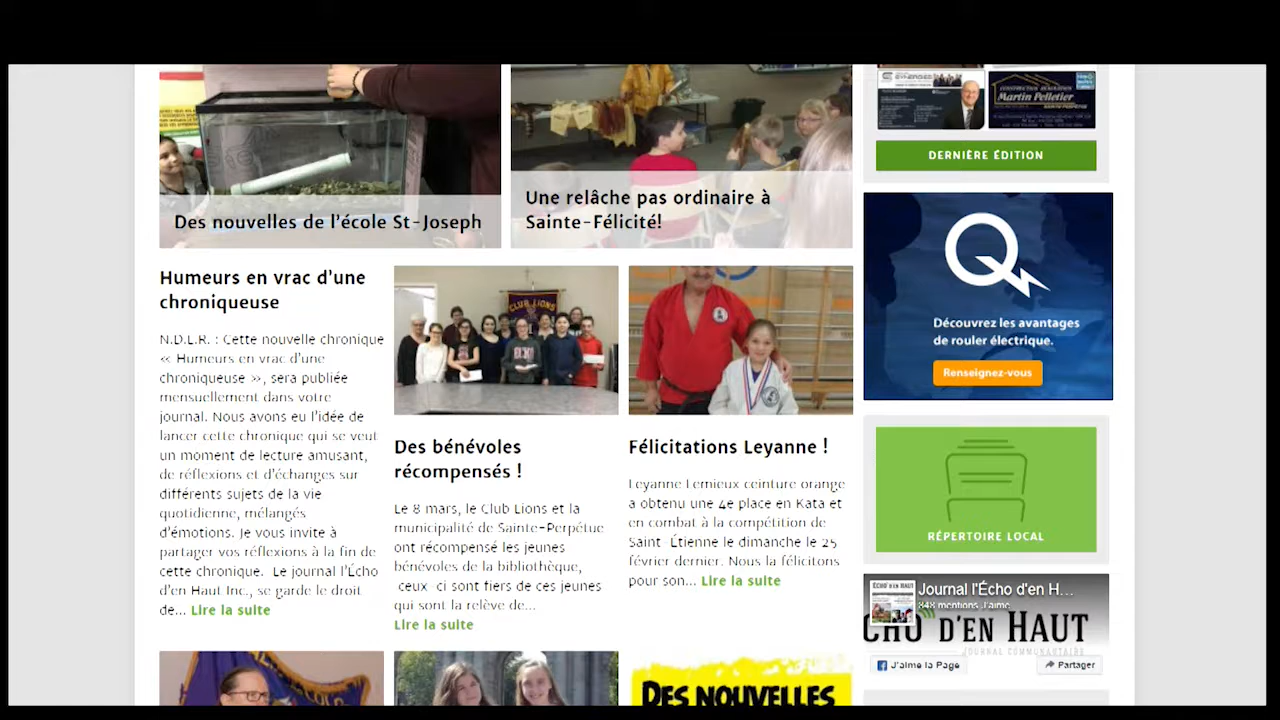 Des nouvelles de l'école St-Joseph
Une relâche pas ordinaire à
Sainte-Félicité!
Humeurs en vrac d'une
chroniqueuse
N.D.L.R. : Cette nouvelle chronique
« Humeurs en vrac d'une
chroniqueuse », sera publiée
mensuellement dans votre
journal. Nous avons eu l'idée de
lancer cette chronique qui se veut
un moment de lecture amusant,
de réflexions et d'échanges sur
différents sujets de la vie
quotidienne, mélangés
d'émotions. Je vous invite à
partager vos réflexions à la fin de
cette chronique. Le journal l'Écho
d'en Haut Inc., se garde le droit
de... Lire la suite
CLUB LIONS
Des bénévoles
récompensés !
Le 8 mars, le Club Lions et la
municipalité de Sainte-Perpétue
ont récompensé les jeunes
bénévoles de la bibliothèque,
ceux-ci sont fiers de ces jeunes
qui sont la relève de...
Lire la suite
Félicitations Leyanne !
Leyanne Lemieux ceinture orange
a obtenu une 4e place en Kata et
en combat à la compétition de
Saint-Étienne le dimanche le 25
février dernier. Nous la félicitons
pour son... Lire la suite
DES NOUVELLES
Martin Pelletier
DERNIÈRE ÉDITION
Découvrez les avantages
de rouler électrique.
Renseignez-vous
RÉPERTOIRE LOCAL
Journal l'Écho d'en H...
848 mentions J'aime
CHO D'EN HAUT
JOURNAL COMMUNAUTAIRE
J'aime la Page
Partager